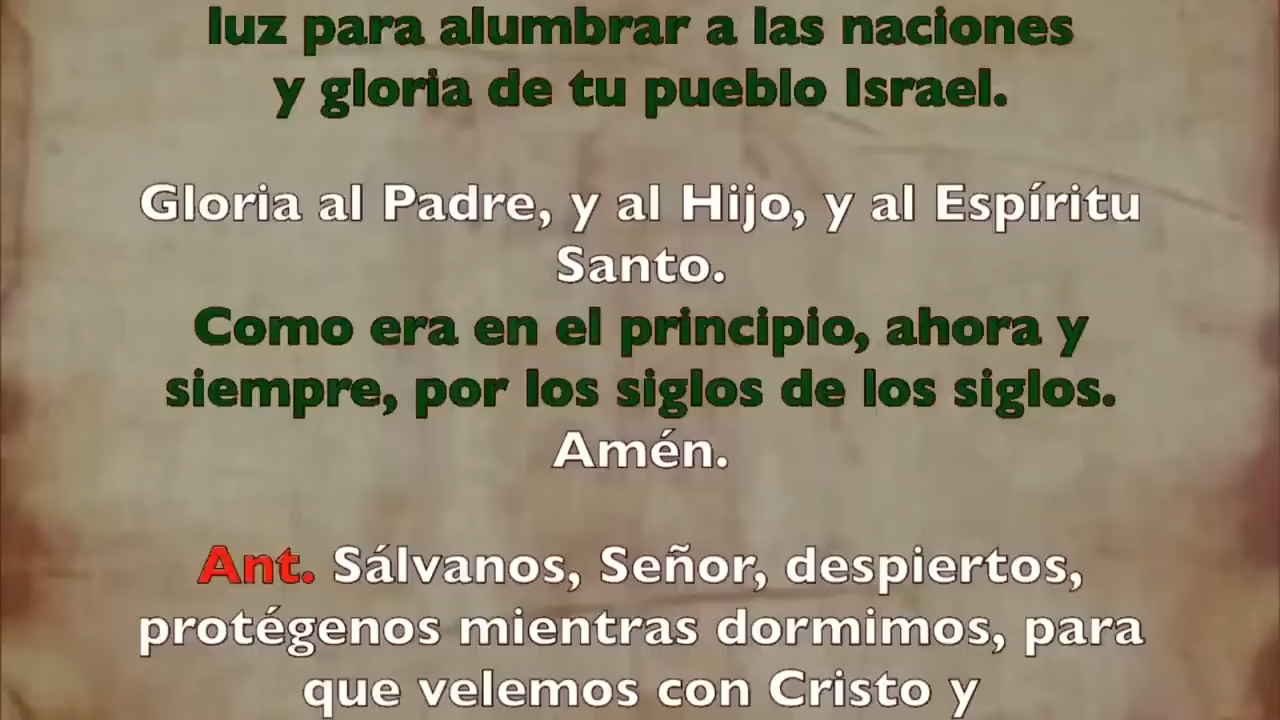 luz para alumbrar a las naciones
y gloria de tu pueblo Israel.
Gloria al Padre, y al Hijo, y al Espíritu
Santo.
Como era en el principio, ahora y
siempre, por los siglos de los siglos.
Amén.
Ant. Sálvanos, Señor, despiertos,
protégenos mientras dormimos, para
que velemos con Cristo y